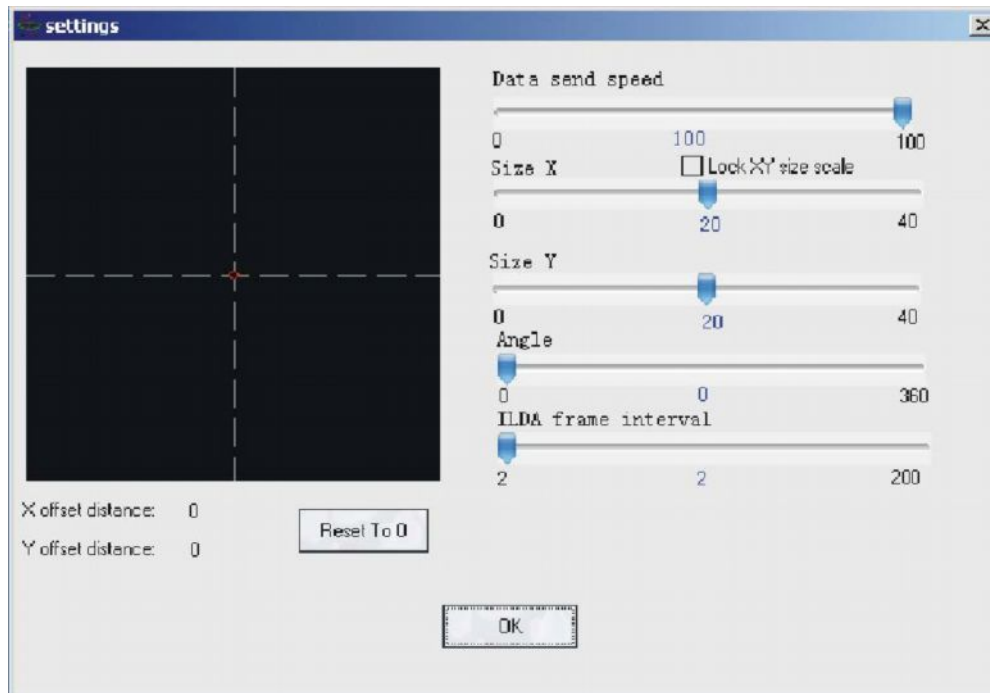 settings
Data send speed
0 100 100
Size X Lock XY size scale
0 20 40
Size Y
0 20 40
Angle
0 0 360
ILDA frame interval
2 2 200
X offset distance: 0
Reset To 0
Y offset distance: 0
OK